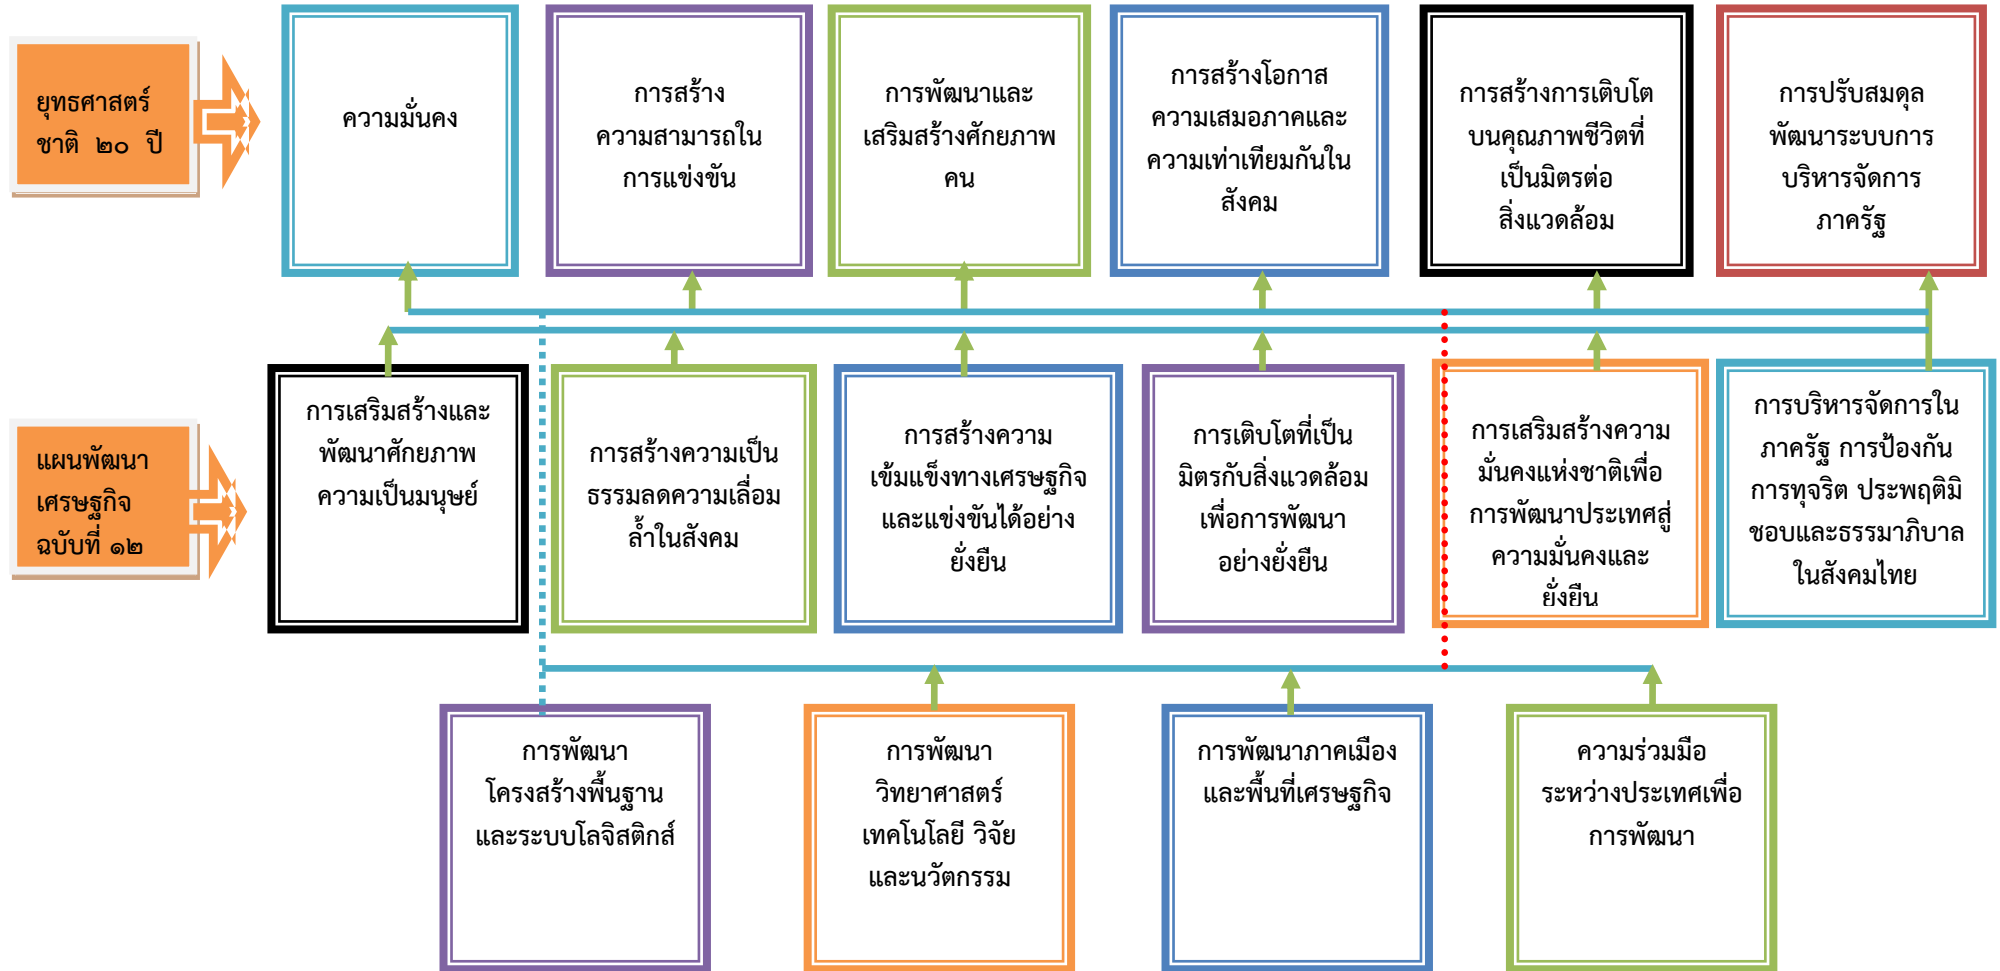 ยุทธศาสตร์
ชาติ ๒๐ ปี
ความมั่นคง
การสร้าง
ความสามารถใน
การแข่งขัน
การพัฒนาและ
เสริมสร้างศักยภาพ
คน
การสร้างโอกาส
ความเสมอภาคและ
ความเท่าเทียมกันใน
สังคม
การสร้างการเติบโต
บนคุณภาพชีวิตที่
เป็นมิตรต่อ
สิ่งแวดล้อม
การปรับสมดุล
พัฒนาระบบการ
บริหารจัดการ
ภาครัฐ
แผนพัฒนา
เศรษฐกิจ
ฉบับที่ ๑๒
การเสริมสร้างและ
พัฒนาศักยภาพ
ความเป็นมนุษย์
การสร้างความเป็น
ธรรมลดความเลื่อม
ล้ำในสังคม
การสร้างความ
เข้มแข็งทางเศรษฐกิจ
และแข่งขันได้อย่าง
ยั่งยืน
การเติบโตที่เป็น
มิตรกับสิ่งแวดล้อม
เพื่อการพัฒนา
อย่างยั่งยืน
การเสริมสร้างความ
มั่นคงแห่งชาติเพื่อ
การพัฒนาประเทศสู่
ความมั่นคงและ
ยั่งยืน
การบริหารจัดการใน
ภาครัฐ การป้องกัน
การทุจริต ประพฤติมิ
ชอบและธรรมาภิบาล
ในสังคมไทย
การพัฒนา
โครงสร้างพื้นฐาน
และระบบโลจิสติกส์
การพัฒนา
วิทยาศาสตร์
เทคโนโลยี วิจัย
และนวัตกรรม
การพัฒนาภาคเมือง
และพื้นที่เศรษฐกิจ
ความร่วมมือ
ระหว่างประเทศเพื่อ
การพัฒนา